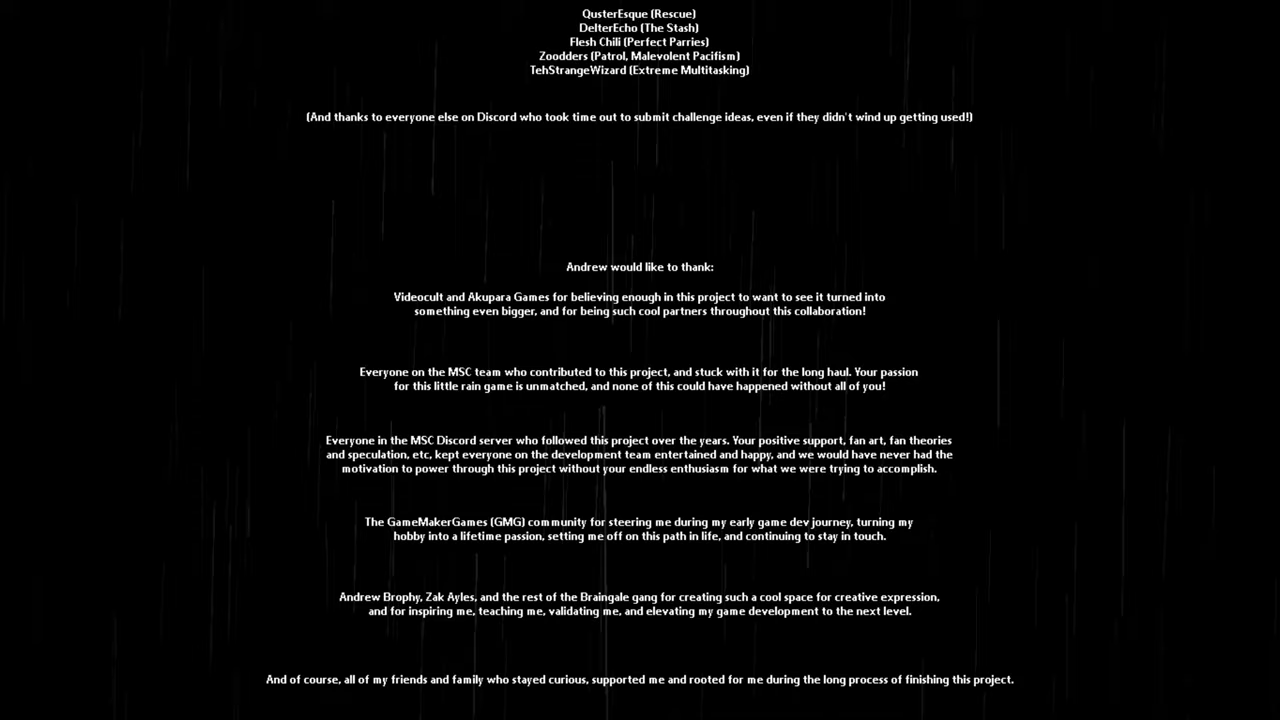 QusterEsque (Rescue)
DelterEcho (The Stash)
Flesh Chili (Perfect Parries)
Zoodders (Patrol, Malevolent Pacifism)
TehStrangeWizard (Extreme Multitasking)
(And thanks to everyone else on Discord who took time out to submit challenge ideas, even if they didn't wind up getting used!)
Andrew would like to thank:
Videocult and Akupara Games for believing enough in this project to want to see it turned into
something even bigger, and for being such cool partners throughout this collaboration!
Everyone on the MSC team who contributed to this project, and stuck with it for the long haul. Your passion
for this little rain game is unmatched, and none of this could have happened without all of you!
Everyone in the MSC Discord server who followed this project over the years. Your positive support, fan art, fan theories
and speculation, etc, kept everyone on the development team entertained and happy, and we would have never had the
motivation to power through this project without your endless enthusiasm for what we were trying to accomplish.
The GameMakerGames (GMG) community for steering me during my early game dev journey, turning my
hobby into a lifetime passion, setting me off on this path in life, and continuing to stay in touch.
Andrew Brophy, Zak Ayles, and the rest of the Braingale gang for creating such a cool space for creative expression,
and for inspiring me, teaching me, validating me, and elevating my game development to the next level.
And of course, all of my friends and family who stayed curious, supported me and rooted for me during the long process of finishing this project.